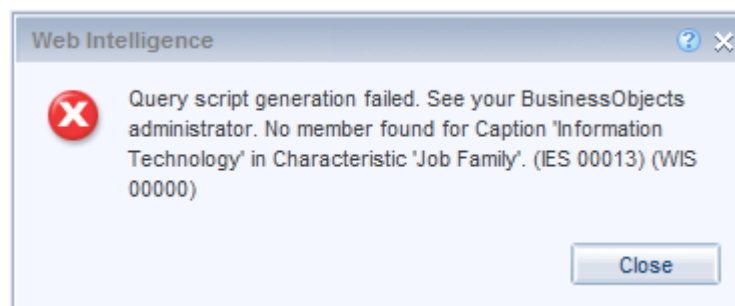 Web Intelligence
Query script generation failed. See your BusinessObjects
administrator. No member found for Caption 'Information
Technology' in Characteristic 'Job Family'. (IES 00013) (WIS
00000)
Close